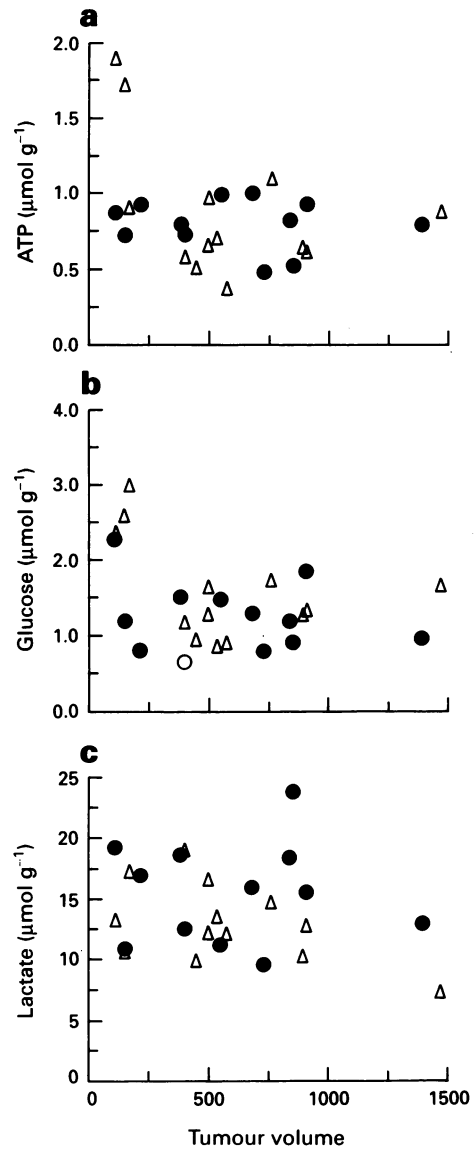 a
2.0
1.5
1.0
0.5
0.0
ATP (μmol g⁻¹)
b
4.0
3.0
2.0
1.0
0.0
Glucose (μmol g⁻¹)
c
25
20
15
10
5
0
Lactate (μmol g⁻¹)
0 500 1000 1500
Tumour volume